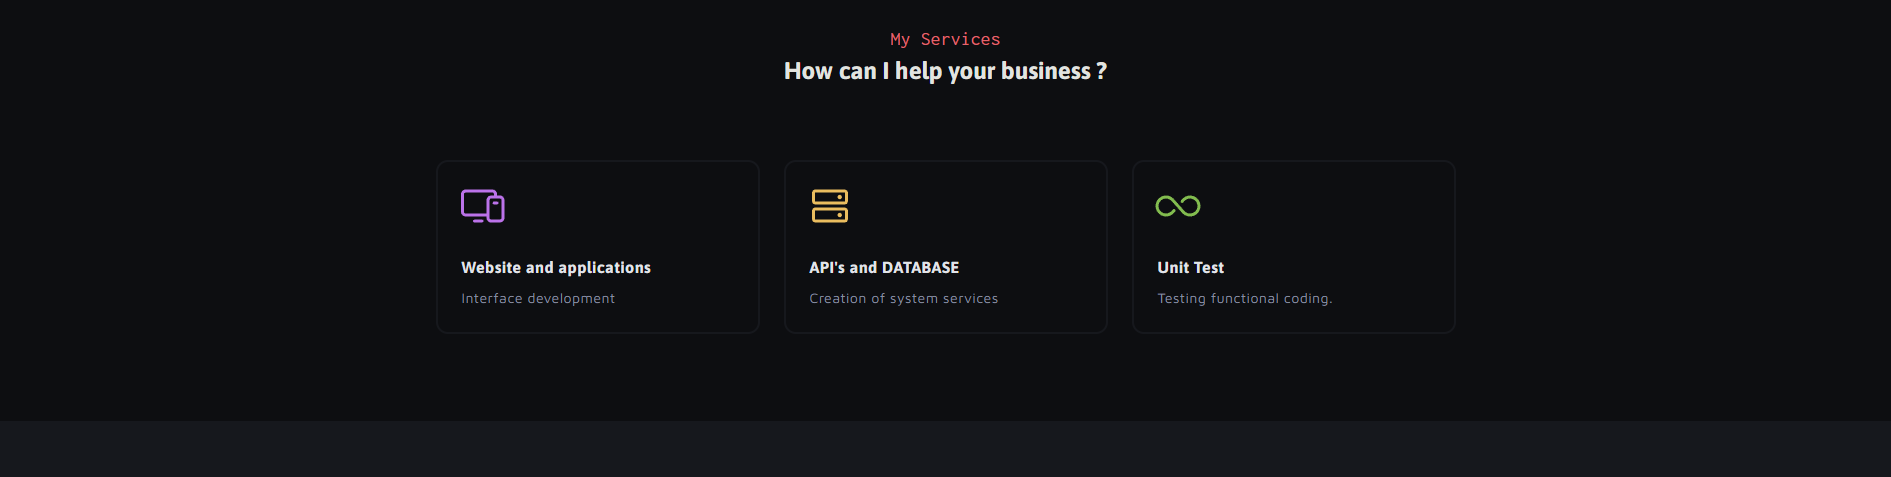 My Services
How can I help your business ?
Website and applications
Interface development
API's and DATABASE
Creation of system services
Unit Test
Testing functional coding.